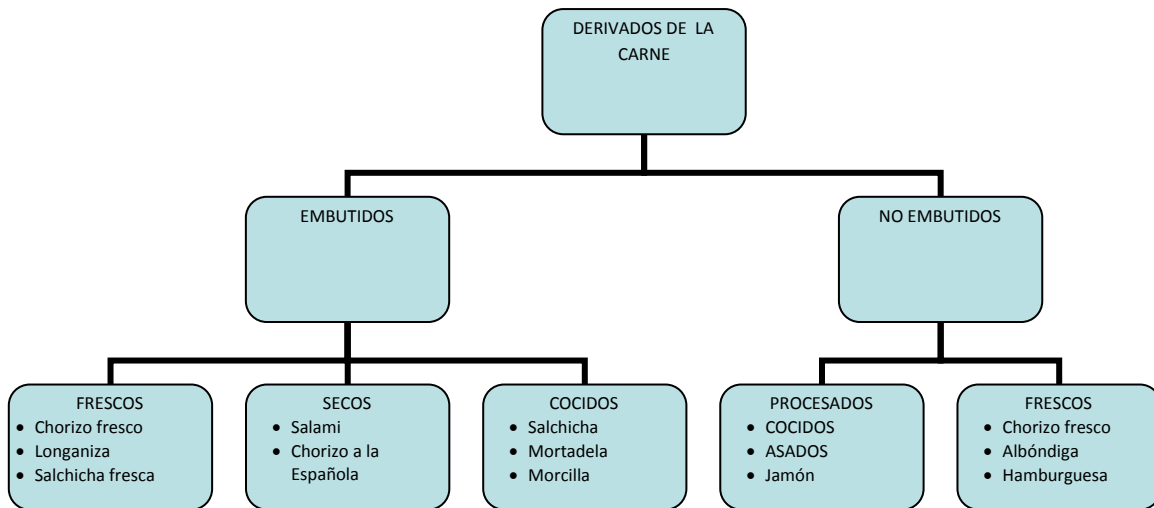 DERIVADOS DE LA
CARNE
EMBUTIDOS
NO EMBUTIDOS
FRESCOS
• Chorizo fresco
• Longaniza
• Salchicha fresca
SECOS
• Salami
• Chorizo a la
Española
COCIDOS
• Salchicha
• Mortadela
• Morcilla
PROCESADOS
• COCIDOS
• ASADOS
• Jamón
FRESCOS
• Chorizo fresco
• Albóndiga
• Hamburguesa